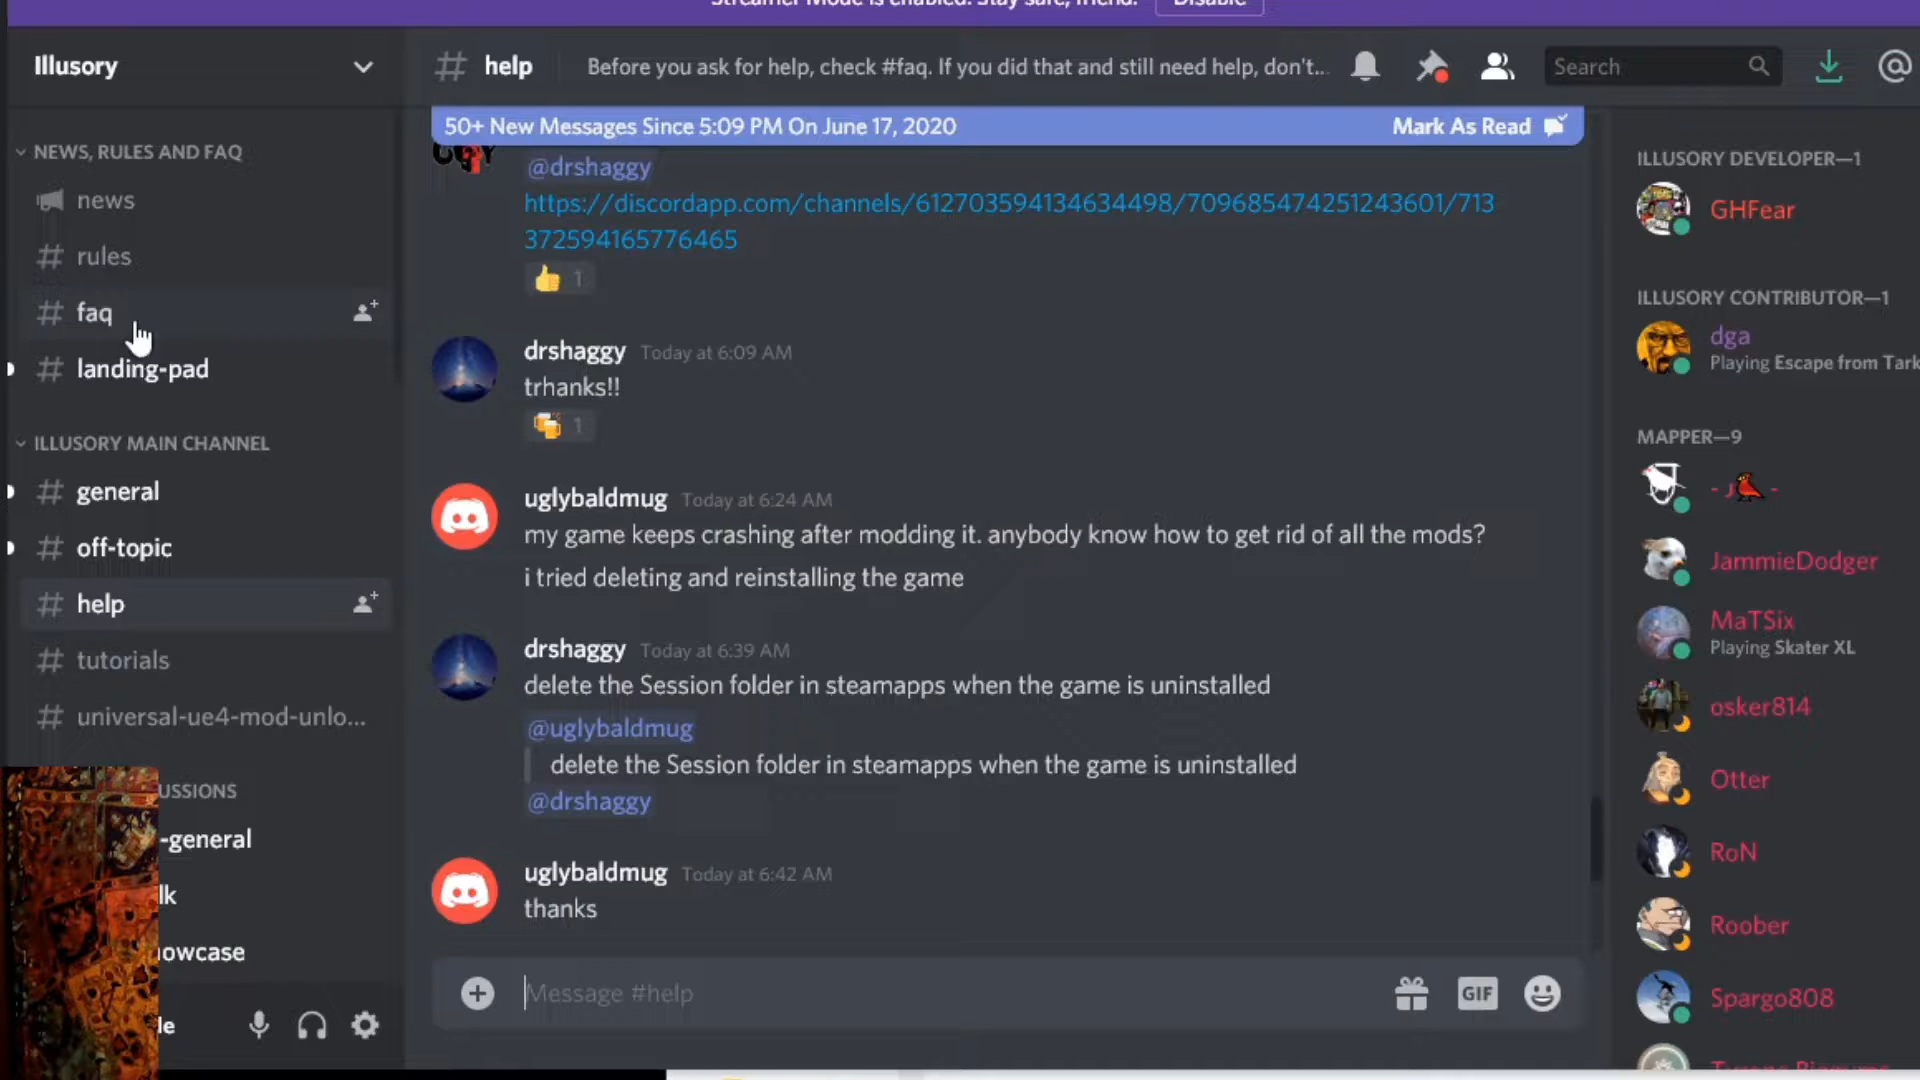 Streamer Mode is enabled. Stay safe, friend.
Disable
Illusory
NEWS, RULES AND FAQ
news
rules
faq
landing-pad
ILLUSORY MAIN CHANNEL
general
off-topic
help
tutorials
universal-ue4-mod-unlo...
USSIONS
-general
lk
owcase
le
help
Before you ask for help, check #faq. If you did that and still need help, don't...
Search
50+ New Messages Since 5:09 PM On June 17, 2020
Mark As Read
@drshaggy
https://discordapp.com/channels/612703594134634498/709685474251243601/713
372594165776465
1
drshaggy Today at 6:09 AM
trhanks!!
1
uglybaldmug Today at 6:24 AM
my game keeps crashing after modding it. anybody know how to get rid of all the mods?
i tried deleting and reinstalling the game
drshaggy Today at 6:39 AM
delete the Session folder in steamapps when the game is uninstalled
@uglybaldmug
delete the Session folder in steamapps when the game is uninstalled
@drshaggy
uglybaldmug Today at 6:42 AM
thanks
Message #help
GIF
ILLUSORY DEVELOPER—1
GHFear
ILLUSORY CONTRIBUTOR—1
dga
Playing Escape from Tark
MAPPER—9
JammieDodger
MaTSix
Playing Skater XL
osker814
Otter
RoN
Roober
Spargo808